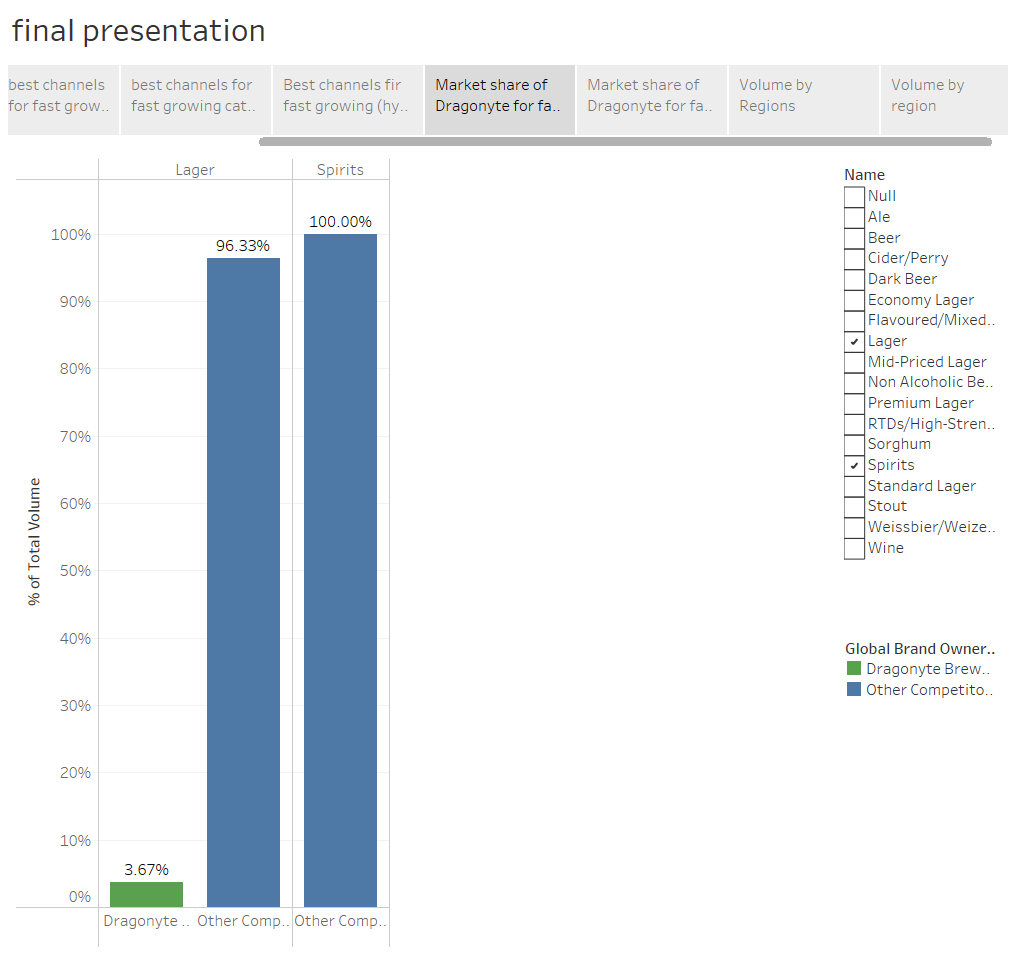 final presentation
best channels
for fast grow..
best channels for
fast growing cat..
Best channels fir
fast growing (hy..
Market share of
Dragonyte for fa..
Market share of
Dragonyte for fa..
Volume by
Regions
Volume by
region
Lager
Spirits
% of Total Volume
100%
90%
80%
70%
60%
50%
40%
30%
20%
10%
0%
3.67%
96.33%
100.00%
Dragonyte ..
Other Comp..
Other Comp..
Name
Null
Ale
Beer
Cider/Perry
Dark Beer
Economy Lager
Flavoured/Mixed..
Lager
Mid-Priced Lager
Non Alcoholic Be..
Premium Lager
RTDs/High-Stren..
Sorghum
Spirits
Standard Lager
Stout
Weissbier/Weize..
Wine
Global Brand Owner..
Dragonyte Brew..
Other Competito..